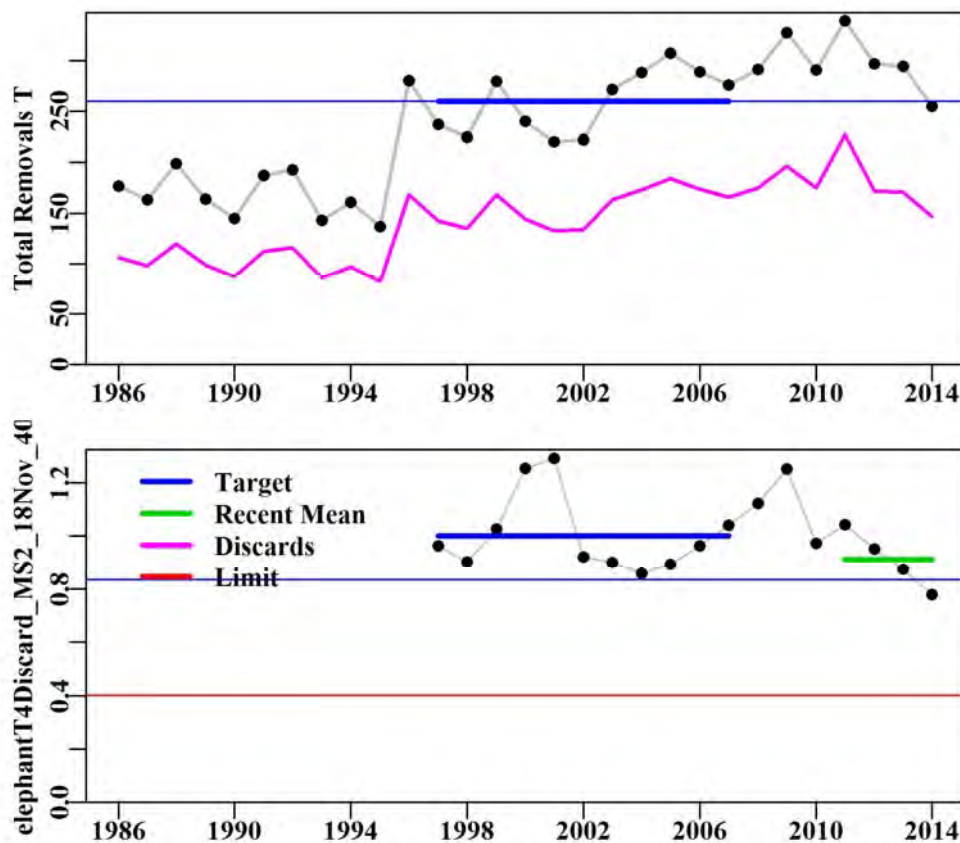 Total Removals T
250
150
50
0
1986 1990 1994 1998 2002 2006 2010 2014
elephantT4Discard_MS2_18Nov_40
1.2
0.8
0.4
0.0
Target
Recent Mean
Discards
Limit
1986 1990 1994 1998 2002 2006 2010 2014